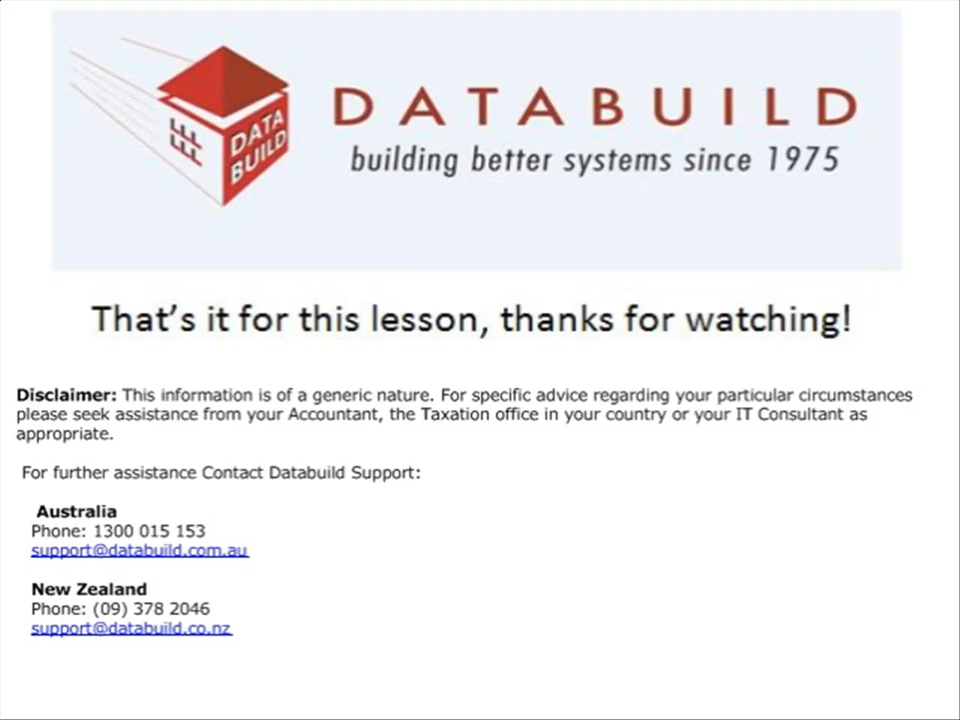 DATA
BUILD
DATABUILD
building better systems since 1975
That's it for this lesson, thanks for watching!
Disclaimer: This information is of a generic nature. For specific advice regarding your particular circumstances
please seek assistance from your Accountant, the Taxation office in your country or your IT Consultant as
appropriate.
For further assistance Contact Databuild Support:
Australia
Phone: 1300 015 153
support@databuild.com.au
New Zealand
Phone: (09) 378 2046
support@databuild.co.nz